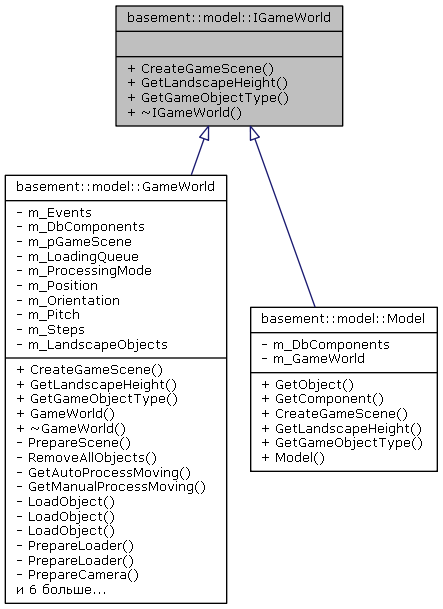 basement::model::IGameWorld
+ CreateGameScene()
+ GetLandscapeHeight()
+ GetGameObjectType()
+ ~IGameWorld()
basement::model::GameWorld
- m_Events
- m_DbComponents
- m_pGameScene
- m_LoadingQueue
- m_ProcessingMode
- m_Position
- m_Orientation
- m_Pitch
- m_Steps
- m_LandscapeObjects
+ CreateGameScene()
+ GetLandscapeHeight()
+ GetGameObjectType()
+ GameWorld()
+ ~GameWorld()
- PrepareScene()
- RemoveAllObjects()
- GetAutoProcessMoving()
- GetManualProcessMoving()
- LoadObject()
- LoadObject()
- LoadObject()
- PrepareLoader()
- PrepareLoader()
- PrepareCamera()
и 6 больше...
basement::model::Model
- m_DbComponents
- m_GameWorld
+ GetObject()
+ GetComponent()
+ CreateGameScene()
+ GetLandscapeHeight()
+ GetGameObjectType()
+ Model()